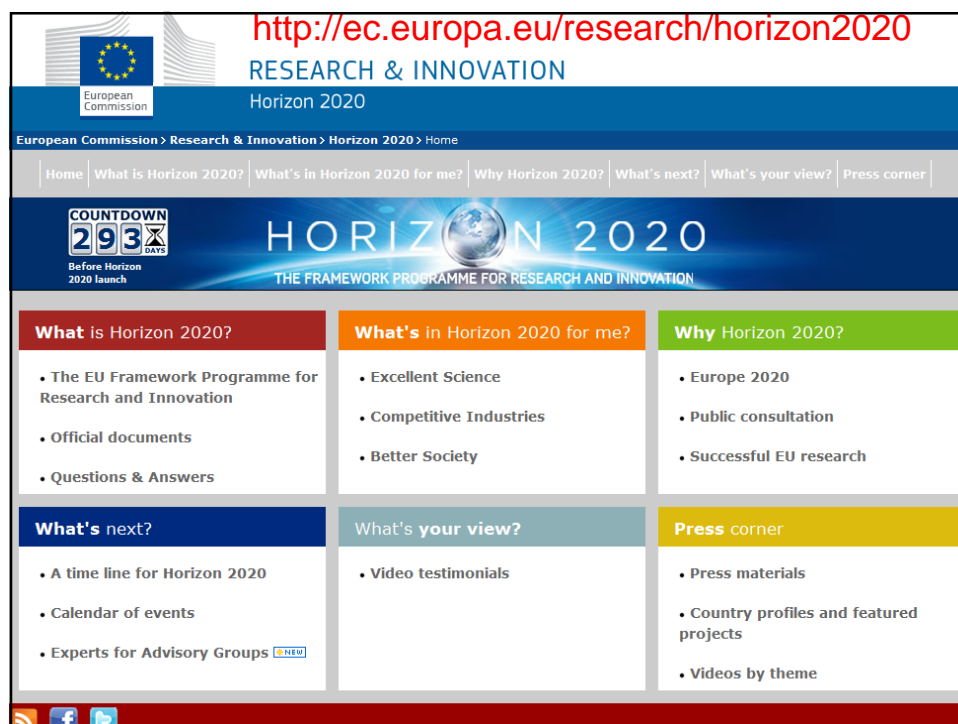 http://ec.europa.eu/research/horizon2020
RESEARCH & INNOVATION
European
Commission
Horizon 2020
European Commission > Research & Innovation > Horizon 2020 > Home
Home | What is Horizon 2020? | What's in Horizon 2020 for me? | Why Horizon 2020? | What's next? | What's your view? | Press corner
COUNTDOWN
293 DAYS
Before Horizon
2020 launch
HORIZON 2020
THE FRAMEWORK PROGRAMME FOR RESEARCH AND INNOVATION
What is Horizon 2020?
• The EU Framework Programme for
Research and Innovation
• Official documents
• Questions & Answers
What's in Horizon 2020 for me?
• Excellent Science
• Competitive Industries
• Better Society
Why Horizon 2020?
• Europe 2020
• Public consultation
• Successful EU research
What's next?
• A time line for Horizon 2020
• Calendar of events
• Experts for Advisory Groups NEW
What's your view?
• Video testimonials
Press corner
• Press materials
• Country profiles and featured
projects
• Videos by theme